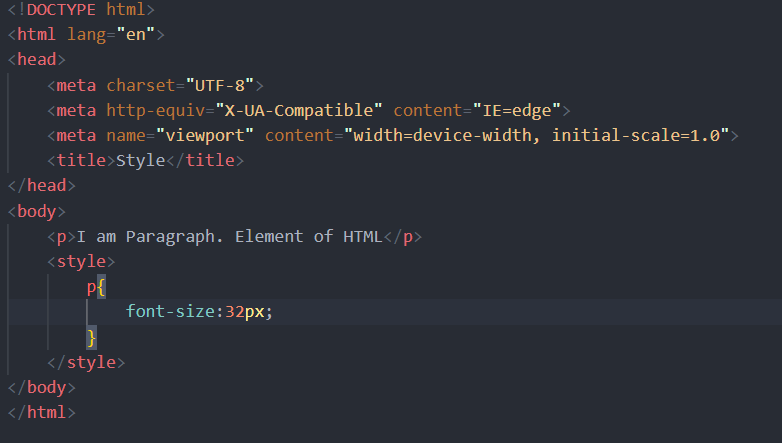 <!DOCTYPE html>
<html lang="en">
<head>
    <meta charset="UTF-8">
    <meta http-equiv="X-UA-Compatible" content="IE=edge">
    <meta name="viewport" content="width=device-width, initial-scale=1.0">
    <title>Style</title>
</head>
<body>
    <p>I am Paragraph. Element of HTML</p>
    <style>
        p{
            font-size:32px;
        }
    </style>
</body>
</html>